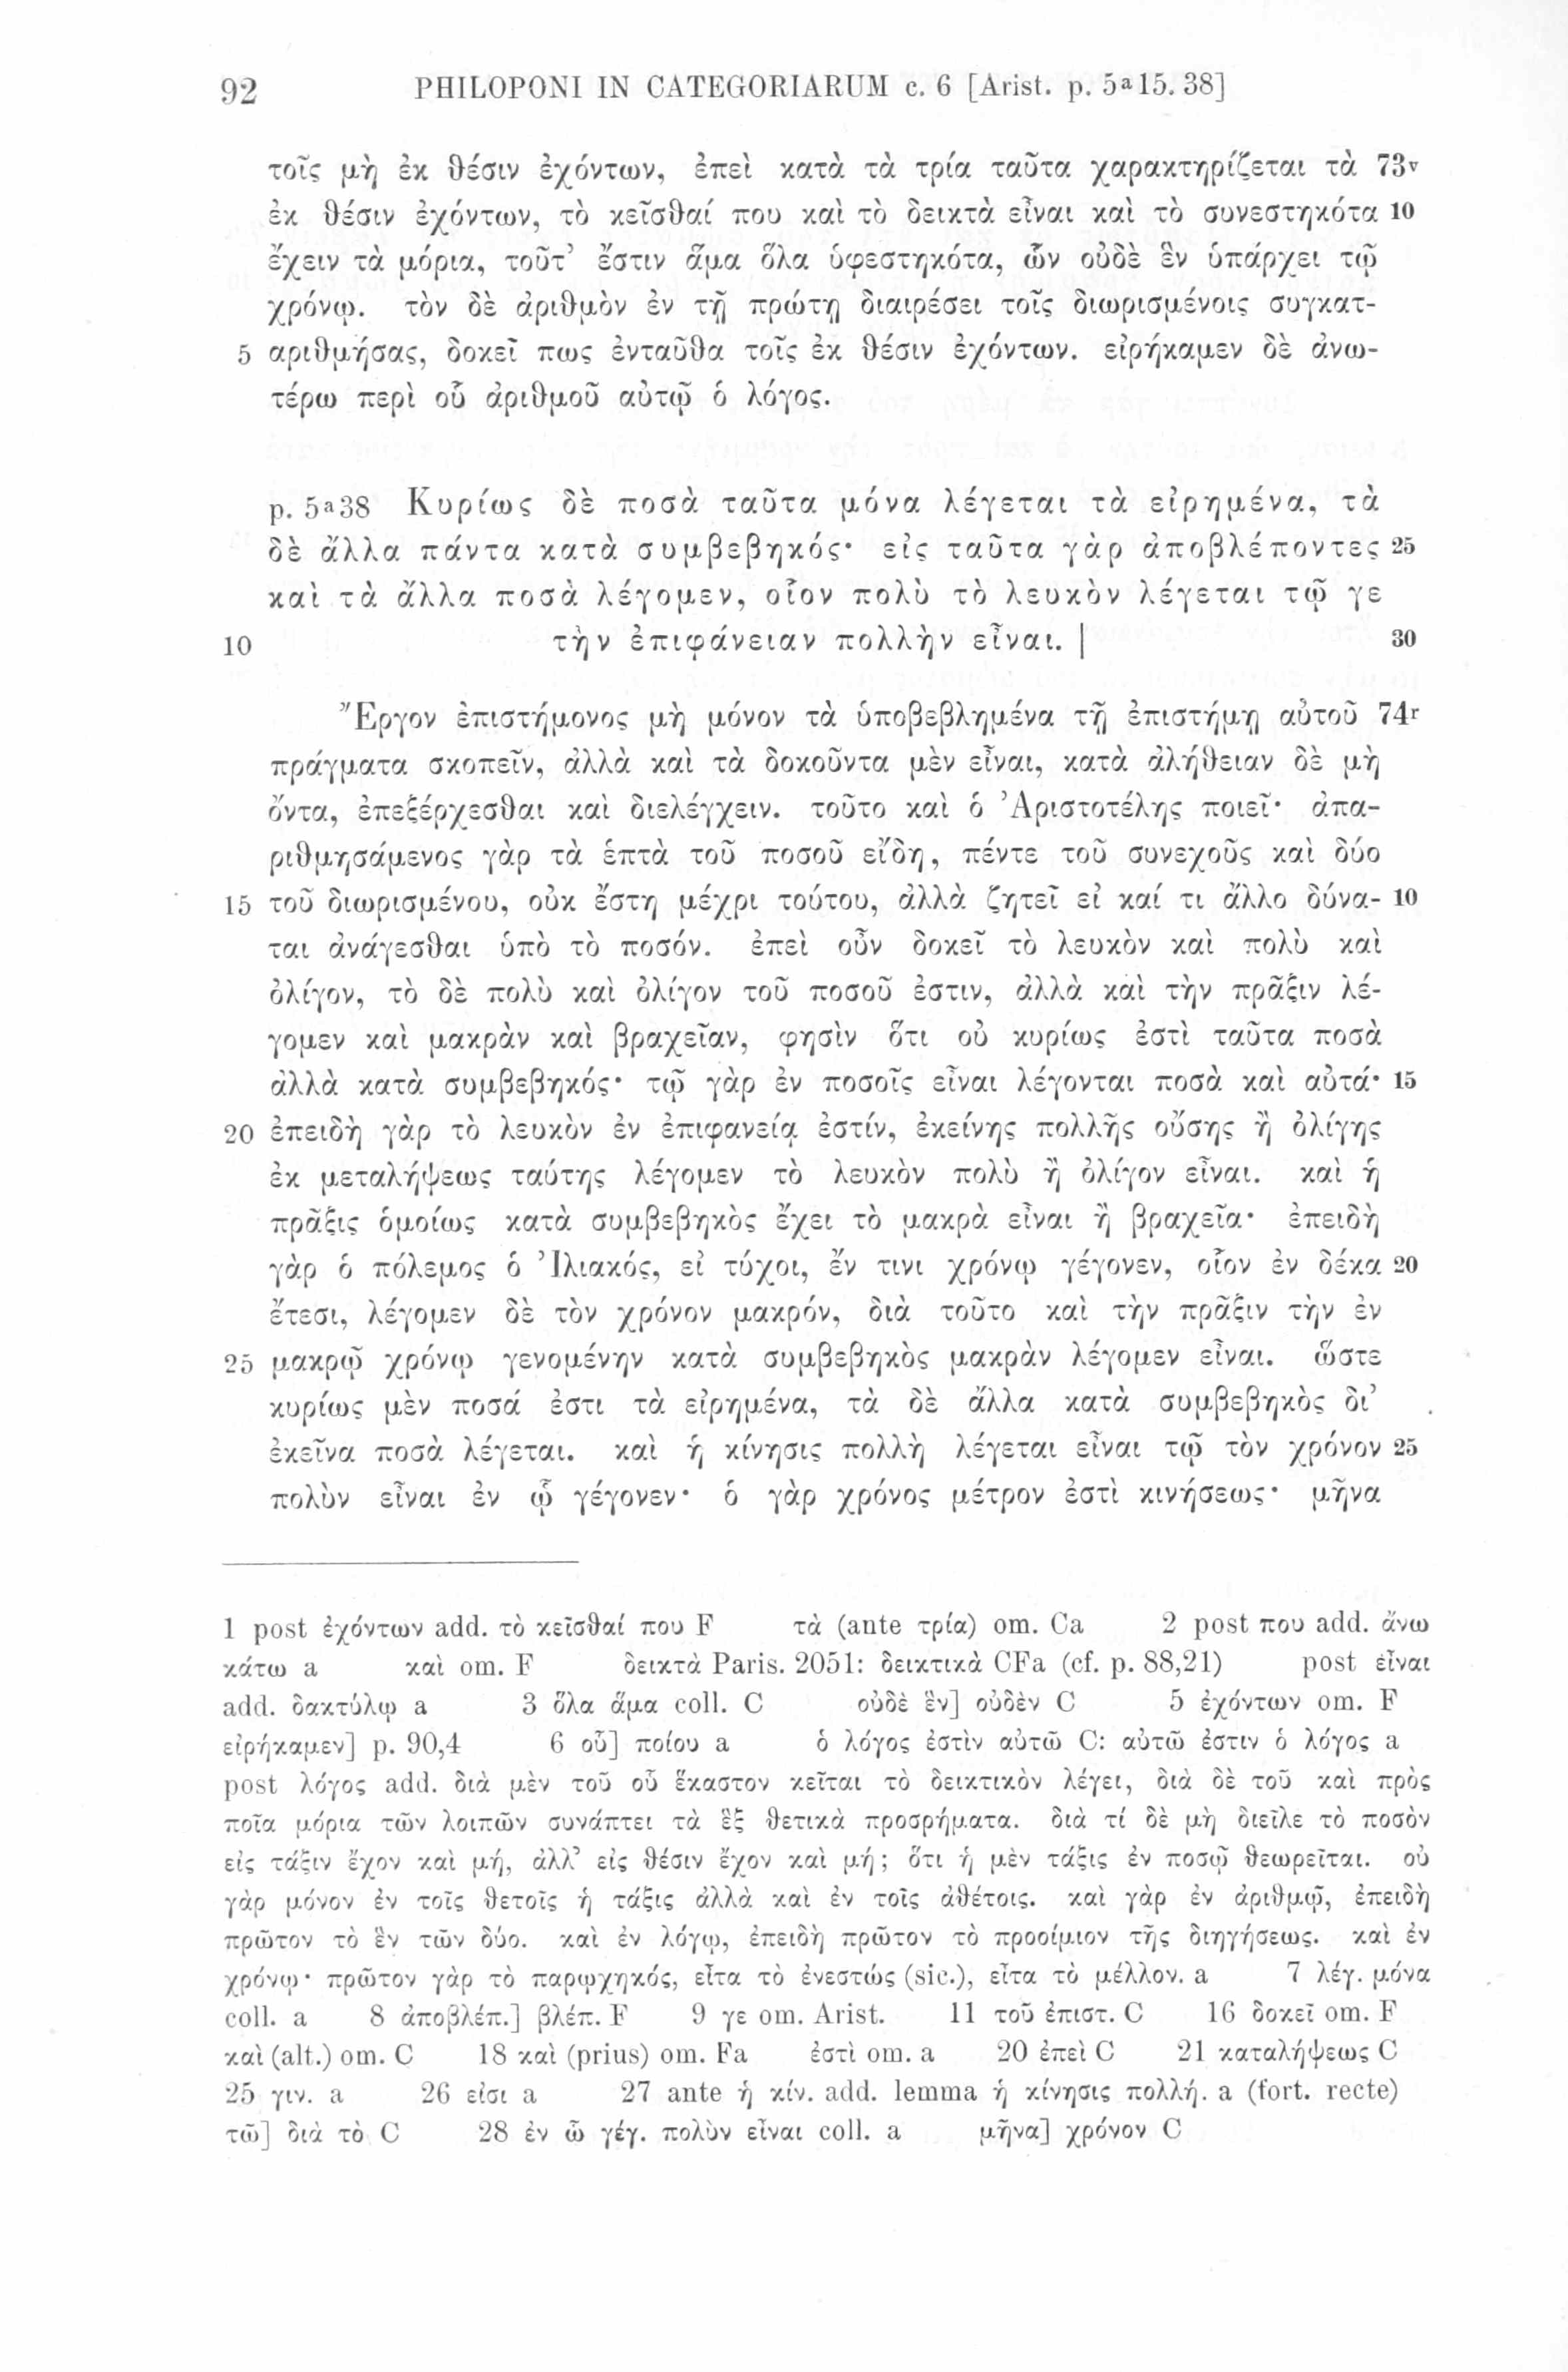 92 PHILOPONI IN CATEGORIARUM c. 6 [Arist. p. 5a15. 38]
τοῖς μὴ ἐκ θέσιν ἐχόντων, ἐπεὶ κατὰ τὰ τρία ταῦτα χαρακτηρίζεται τὰ 73v
ἐκ θέσιν ἐχόντων, τὸ κεῖσθαί που καὶ τὸ δεικτὰ εἶναι καὶ τὸ συνεστηκότα 10
ἔχειν τὰ μόρια, τοῦτ’ ἔστιν ἅμα ὅλα ὑφεστηκότα, ὧν οὐδὲ ἓν ὑπάρχει τῷ
χρόνῳ. τὸν δὲ ἀριθμὸν ἐν τῇ πρώτῃ διαιρέσει τοῖς διωρισμένοις συγκατ-
5 αριθμήσας, δοκεῖ πως ἐνταῦθα τοῖς ἐκ θέσιν ἐχόντων. εἰρήκαμεν δὲ ἀνω-
τέρω περὶ οὗ ἀριθμοῦ αὐτῷ ὁ λόγος.
p. 5a38 Κυρίως δὲ ποσὰ ταῦτα μόνα λέγεται τὰ εἰρημένα, τὰ
δὲ ἄλλα πάντα κατὰ συμβεβηκός· εἰς ταῦτα γὰρ ἀποβλέποντες 25
καὶ τὰ ἄλλα ποσὰ λέγομεν, οἷον πολὺ τὸ λευκὸν λέγεται τῷ γε
10 τὴν ἐπιφάνειαν πολλὴν εἶναι. | 30
Ἔργον ἐπιστήμονος μὴ μόνον τὰ ὑποβεβλημένα τῇ ἐπιστήμῃ αὐτοῦ 74r
πράγματα σκοπεῖν, ἀλλὰ καὶ τὰ δοκοῦντα μὲν εἶναι, κατὰ ἀλήθειαν δὲ μὴ
ὄντα, ἐπεξέρχεσθαι καὶ διελέγχειν. τοῦτο καὶ ὁ Ἀριστοτέλης ποιεῖ· ἀπα-
ριθμησάμενος γὰρ τὰ ἑπτὰ τοῦ ποσοῦ εἴδη, πέντε τοῦ συνεχοῦς καὶ δύο
15 τοῦ διωρισμένου, οὐκ ἔστη μέχρι τούτου, ἀλλὰ ζητεῖ εἰ καί τι ἄλλο δύνα- 10
ται ἀνάγεσθαι ὑπὸ τὸ ποσόν. ἐπεὶ οὖν δοκεῖ τὸ λευκὸν καὶ πολὺ καὶ
ὀλίγον, τὸ δὲ πολὺ καὶ ὀλίγον τοῦ ποσοῦ ἐστιν, ἀλλὰ καὶ τὴν πρᾶξιν λέ-
γομεν καὶ μακρὰν καὶ βραχεῖαν, φησὶν ὅτι οὐ κυρίως ἐστὶ ταῦτα ποσὰ
ἀλλὰ κατὰ συμβεβηκός· τῷ γὰρ ἐν ποσοῖς εἶναι λέγονται ποσὰ καὶ αὐτά· 15
20 ἐπειδὴ γὰρ τὸ λευκὸν ἐν ἐπιφανείᾳ ἐστίν, ἐκείνης πολλῆς οὔσης ἢ ὀλίγης
ἐκ μεταλήψεως ταύτης λέγομεν τὸ λευκὸν πολὺ ἢ ὀλίγον εἶναι. καὶ ἡ
πρᾶξις ὁμοίως κατὰ συμβεβηκὸς ἔχει τὸ μακρὰ εἶναι ἢ βραχεῖα· ἐπειδὴ
γὰρ ὁ πόλεμος ὁ Ἰλιακός, εἰ τύχοι, ἔν τινι χρόνῳ γέγονεν, οἷον ἐν δέκα 20
ἔτεσι, λέγομεν δὲ τὸν χρόνον μακρόν, διὰ τοῦτο καὶ τὴν πρᾶξιν τὴν ἐν
25 μακρῷ χρόνῳ γενομένην κατὰ συμβεβηκὸς μακρὰν λέγομεν εἶναι. ὥστε
κυρίως μὲν ποσά ἐστι τὰ εἰρημένα, τὰ δὲ ἄλλα κατὰ συμβεβηκὸς δι’
ἐκεῖνα ποσὰ λέγεται. καὶ ἡ κίνησις πολλὴ λέγεται εἶναι τῷ τὸν χρόνον 25
πολὺν εἶναι ἐν ᾧ γέγονεν· ὁ γὰρ χρόνος μέτρον ἐστὶ κινήσεως· μῆνα
1 post ἐχόντων add. τὸ κεῖσθαί που F τὰ (ante τρία) om. Ca 2 post που add. ἄνω
κάτω a καὶ om. F δεικτὰ Paris. 2051: δεικτικὰ CFa (cf. p. 88,21) post εἶναι
add. δακτύλῳ a 3 ὅλα ἅμα coll. C οὐδὲ ἓν] οὐδὲν C 5 ἐχόντων om. F
εἰρήκαμεν] p. 90,4 6 οὗ] ποίου a ὁ λόγος ἐστὶν αὐτῶ C: αὐτῶ ἐστιν ὁ λόγος a
post λόγος add. διὰ μὲν τοῦ οὗ ἕκαστον κεῖται τὸ δεικτικὸν λέγει, διὰ δὲ τοῦ καὶ πρὸς
ποῖα μόρια τῶν λοιπῶν συνάπτει τὰ ἓξ θετικὰ προσρήματα. διὰ τί δὲ μὴ διεῖλε τὸ ποσὸν
εἰς τάξιν ἔχον καὶ μή, ἀλλ’ εἰς θέσιν ἔχον καὶ μή; ὅτι ἡ μὲν τάξις ἐν ποσῷ θεωρεῖται. οὐ
γὰρ μόνον ἐν τοῖς θετοῖς ἡ τάξις ἀλλὰ καὶ ἐν τοῖς ἀθέτοις. καὶ γὰρ ἐν ἀριθμῷ, ἐπειδὴ
πρῶτον τὸ ἓν τῶν δύο. καὶ ἐν λόγῳ, ἐπειδὴ πρῶτον τὸ προοίμιον τῆς διηγήσεως. καὶ ἐν
χρόνῳ· πρῶτον γὰρ τὸ παρῳχηκός, εἶτα τὸ ἐνεστώς (sic.), εἶτα τὸ μέλλον. a 7 λέγ. μόνα
coll. a 8 ἀποβλέπ.] βλέπ. F 9 γε om. Arist. 11 τοῦ ἐπιστ. C 16 δοκεῖ om. F
καὶ (alt.) om. C 18 καὶ (prius) om. Fa ἐστὶ om. a 20 ἐπεὶ C 21 καταλήψεως C
25 γιν. a 26 εἰσι a 27 ante ἡ κίν. add. lemma ἡ κίνησις πολλή. a (fort. recte)
τῶ] διὰ τὸ C 28 ἐν ὧ γέγ. πολὺν εἶναι coll. a μῆνα] χρόνον C